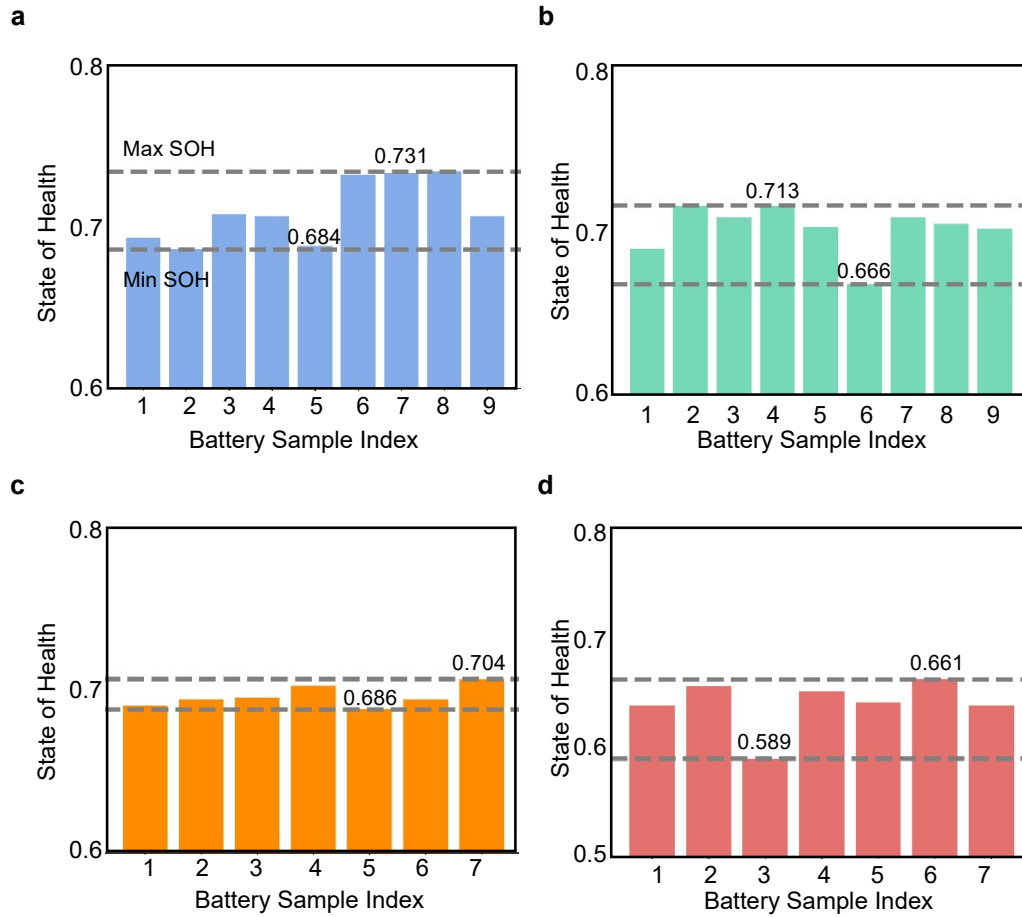 a
State of Health
0.8
0.7
0.6
Max SOH
0.731
0.684
Min SOH
1 2 3 4 5 6 7 8 9
Battery Sample Index
b
State of Health
0.8
0.7
0.6
0.713
0.666
1 2 3 4 5 6 7 8 9
Battery Sample Index
c
State of Health
0.8
0.7
0.6
0.704
0.686
1 2 3 4 5 6 7
Battery Sample Index
d
State of Health
0.8
0.7
0.6
0.5
0.661
0.589
1 2 3 4 5 6 7
Battery Sample Index